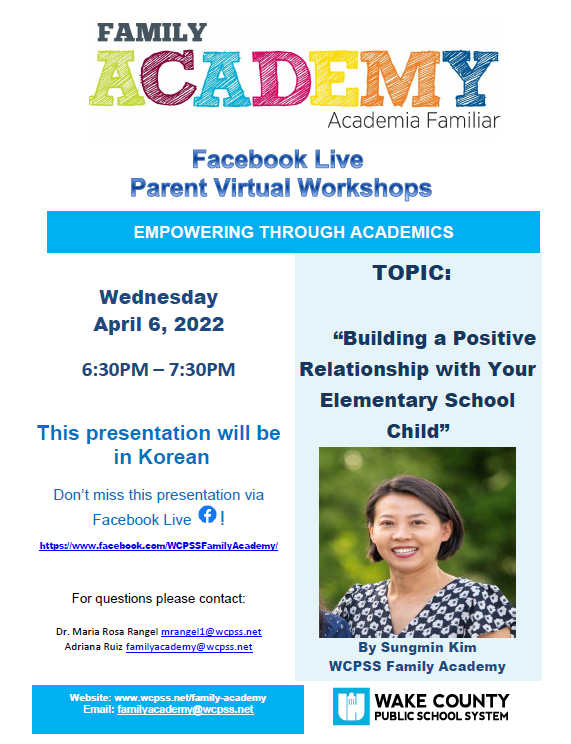 FAMILY
ACADEMY
Academia Familiar
Facebook Live
Parent Virtual Workshops
EMPOWERING THROUGH ACADEMICS
Wednesday
April 6, 2022
6:30PM – 7:30PM
This presentation will be
in Korean
Don’t miss this presentation via
Facebook Live !
https://www.facebook.com/WCPSSFamilyAcademy/
For questions please contact:
Dr. Maria Rosa Rangel mrangel1@wcpss.net
Adriana Ruiz familyacademy@wcpss.net
TOPIC:
“Building a Positive
Relationship with Your
Elementary School
Child”
By Sungmin Kim
WCPSS Family Academy
Website: www.wcpss.net/family-academy
Email: familyacademy@wcpss.net
WAKE COUNTY
PUBLIC SCHOOL SYSTEM